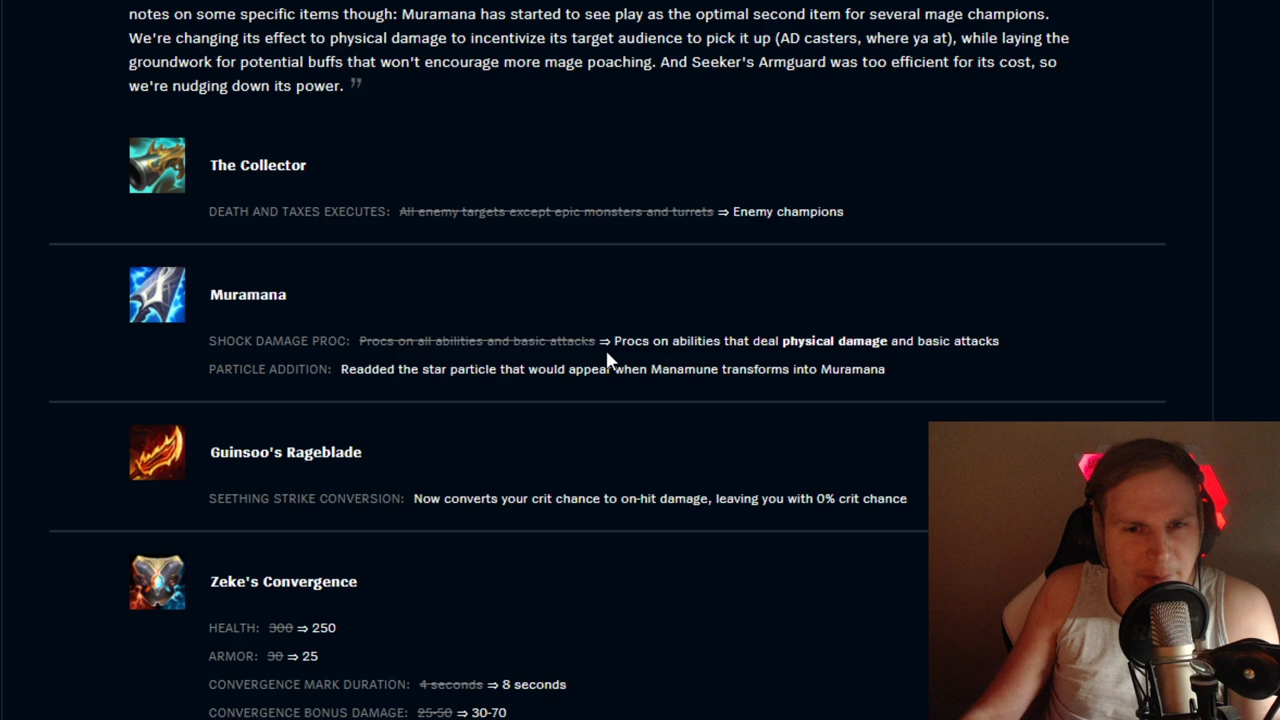 notes on some specific items though: Muramana has started to see play as the optimal second item for several mage champions.
We're changing its effect to physical damage to incentivize its target audience to pick it up (AD casters, where ya at), while laying the
groundwork for potential buffs that won't encourage more mage poaching. And Seeker's Armguard was too efficient for its cost, so
we're nudging down its power. ”
The Collector
DEATH AND TAXES EXECUTES: All enemy targets except epic monsters and turrets ⇒ Enemy champions
Muramana
SHOCK DAMAGE PROC: Procs on all abilities and basic attacks ⇒ Procs on abilities that deal physical damage and basic attacks
PARTICLE ADDITION: Readded the star particle that would appear when Manamune transforms into Muramana
Guinsoo's Rageblade
SEETHING STRIKE CONVERSION: Now converts your crit chance to on-hit damage, leaving you with 0% crit chance
Zeke's Convergence
HEALTH: 300 ⇒ 250
ARMOR: 30 ⇒ 25
CONVERGENCE MARK DURATION: 4 seconds ⇒ 8 seconds
CONVERGENCE BONUS DAMAGE: 25-50 ⇒ 30-70